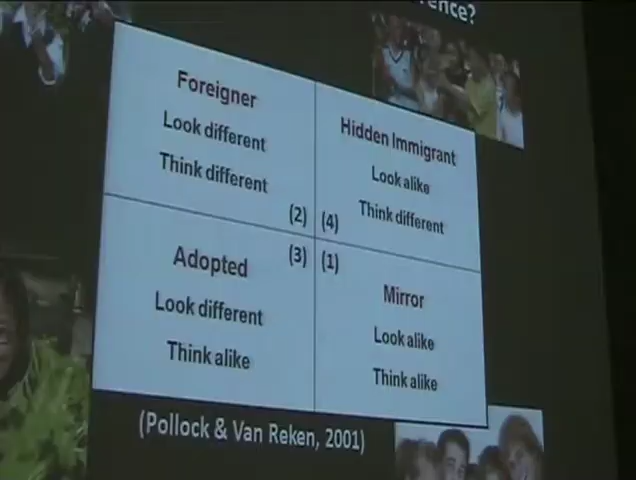 ence?
Foreigner
Look different
Think different
(2)
Hidden Immigrant
Look alike
Think different
(4)
Adopted
Look different
Think alike
(3)
Mirror
Look alike
Think alike
(1)
(Pollock & Van Reken, 2001)